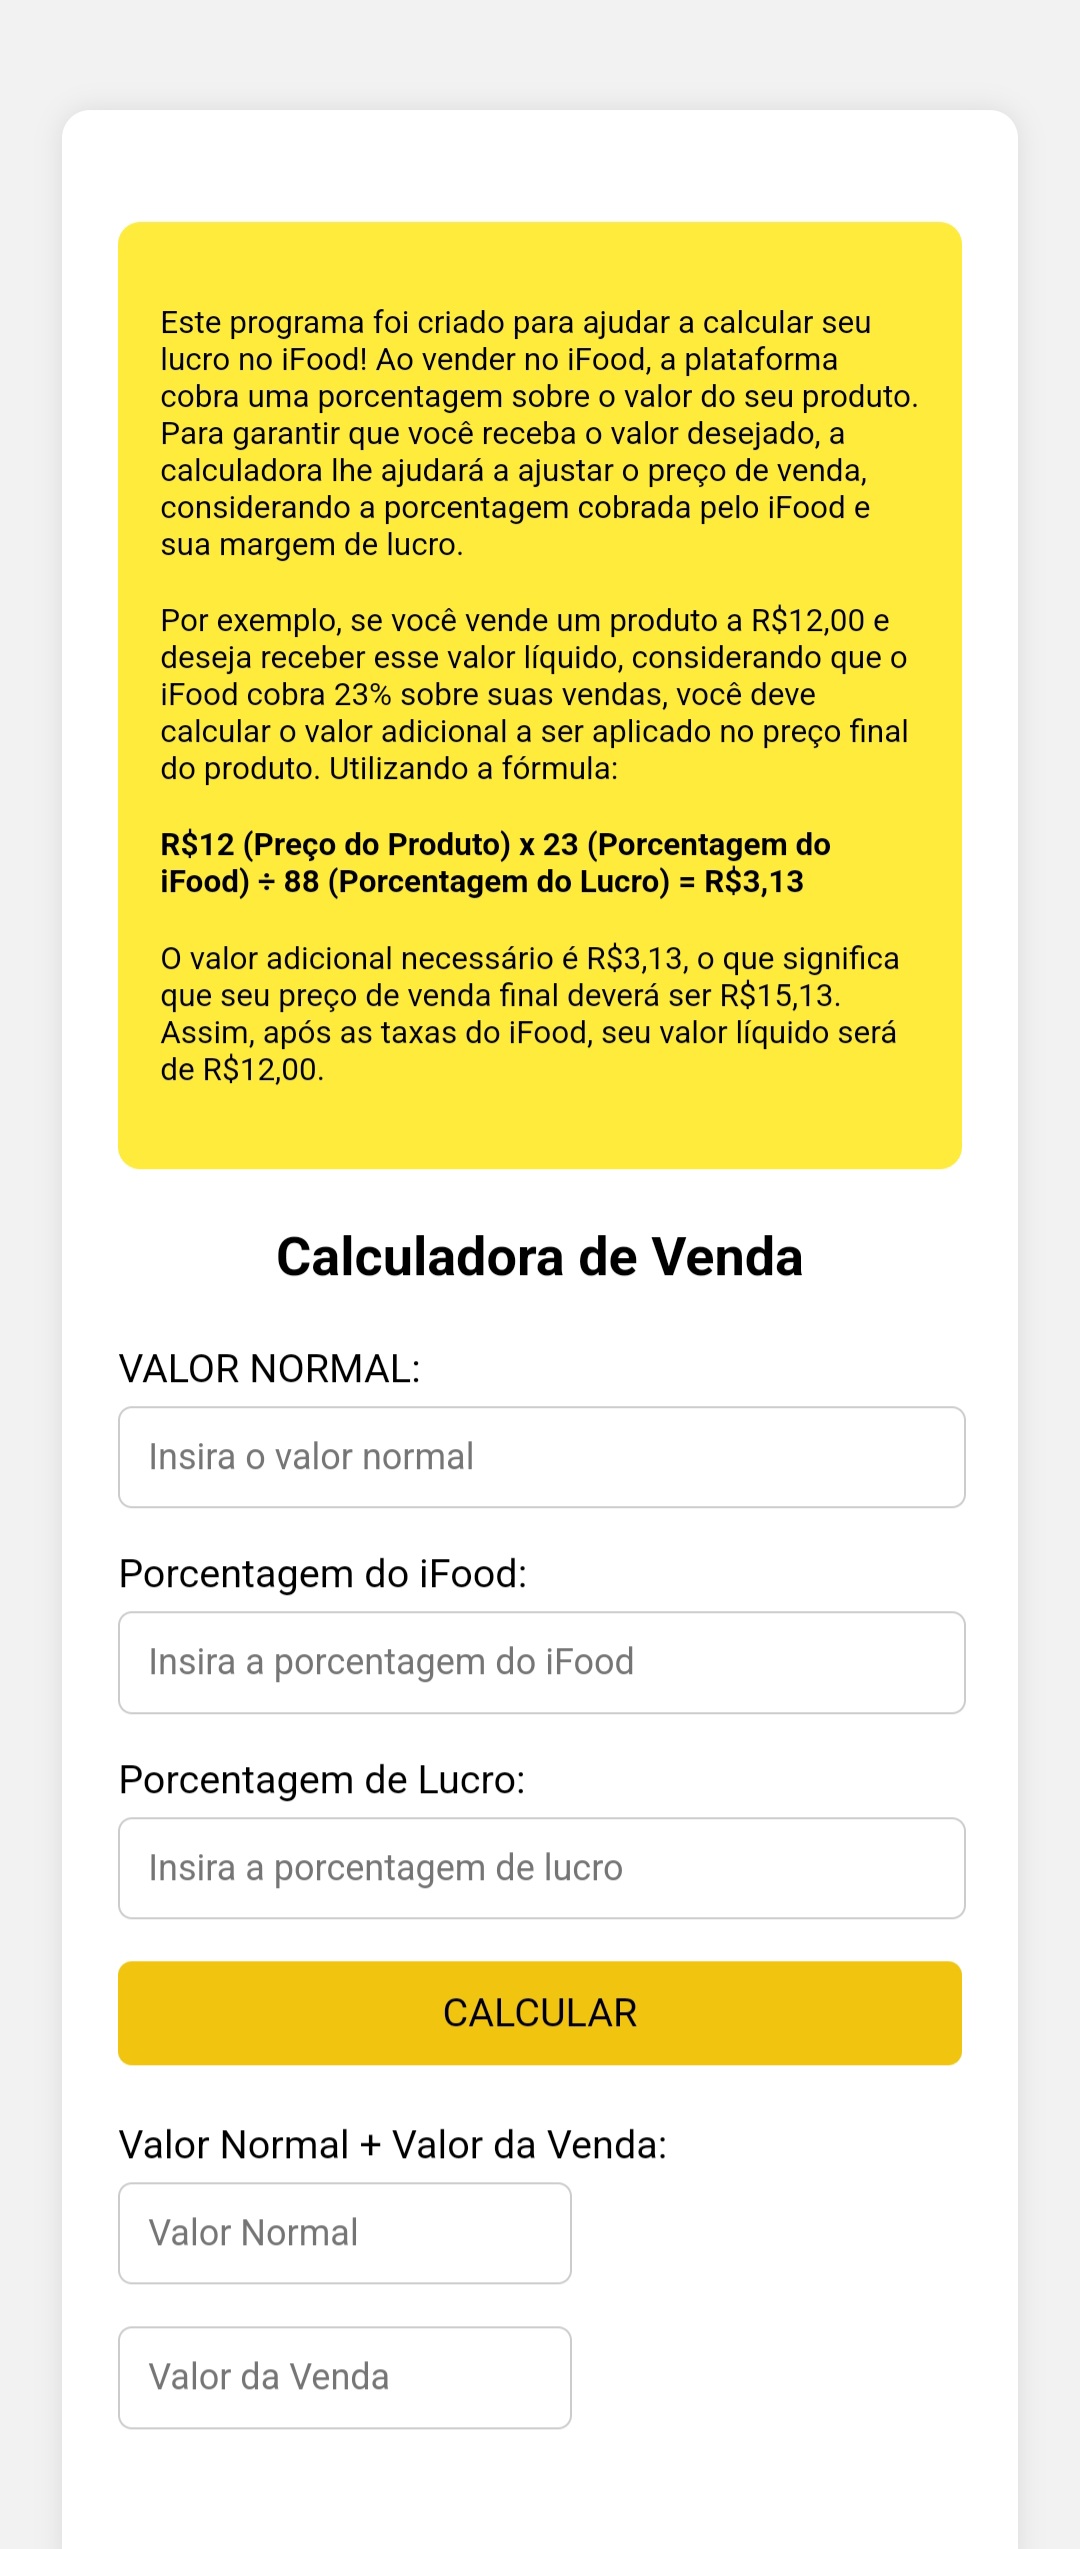 Este programa foi criado para ajudar a calcular seu
lucro no iFood! Ao vender no iFood, a plataforma
cobra uma porcentagem sobre o valor do seu produto.
Para garantir que você receba o valor desejado, a
calculadora lhe ajudará a ajustar o preço de venda,
considerando a porcentagem cobrada pelo iFood e
sua margem de lucro.
Por exemplo, se você vende um produto a R$12,00 e
deseja receber esse valor líquido, considerando que o
iFood cobra 23% sobre suas vendas, você deve
calcular o valor adicional a ser aplicado no preço final
do produto. Utilizando a fórmula:
R$12 (Preço do Produto) x 23 (Porcentagem do
iFood) ÷ 88 (Porcentagem do Lucro) = R$3,13
O valor adicional necessário é R$3,13, o que significa
que seu preço de venda final deverá ser R$15,13.
Assim, após as taxas do iFood, seu valor líquido será
de R$12,00.
Calculadora de Venda
VALOR NORMAL:
Insira o valor normal
Porcentagem do iFood:
Insira a porcentagem do iFood
Porcentagem de Lucro:
Insira a porcentagem de lucro
CALCULAR
Valor Normal + Valor da Venda:
Valor Normal
Valor da Venda